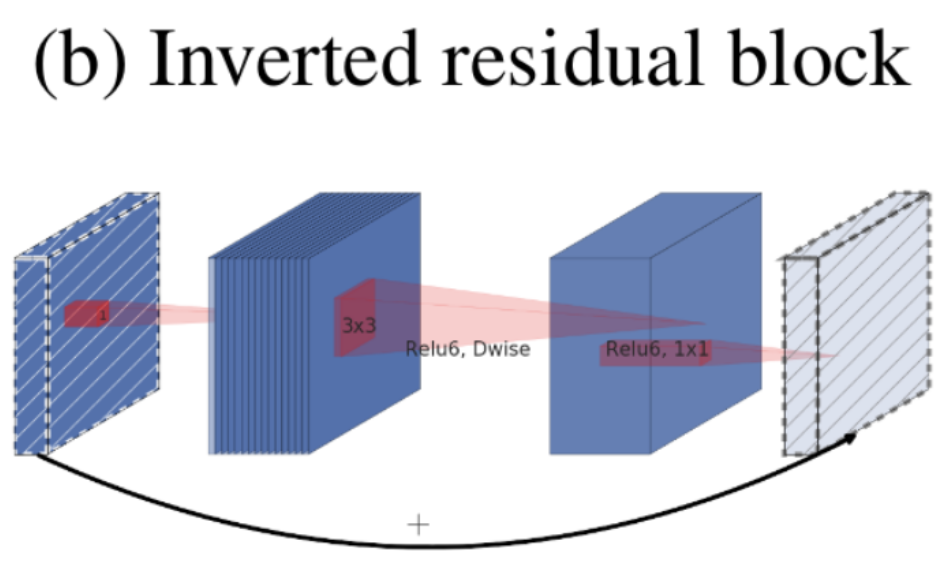 (b) Inverted residual block
1
3x3
Relu6, Dwise
Relu6, 1x1
+